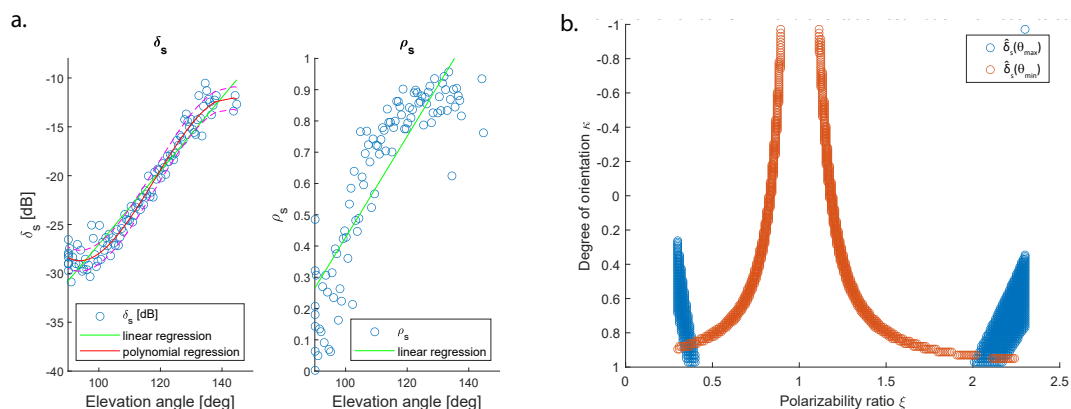 a.
δs
-10
-15
-20
-25
-30
-35
-40
δs [dB]
100 120 140
Elevation angle [deg]
δs [dB]
linear regression
polynomial regression
ρs
1
0.9
0.8
0.7
0.6
0.5
0.4
0.3
0.2
0.1
0
ρs
100 120 140
Elevation angle [deg]
ρs
linear regression
b.
-1
-0.8
-0.6
-0.4
-0.2
0
0.2
0.4
0.6
0.8
1
Degree of orientation κ
0 0.5 1 1.5 2 2.5
Polarizability ratio ξ
δ̂s(θmax)
δ̂s(θmin)